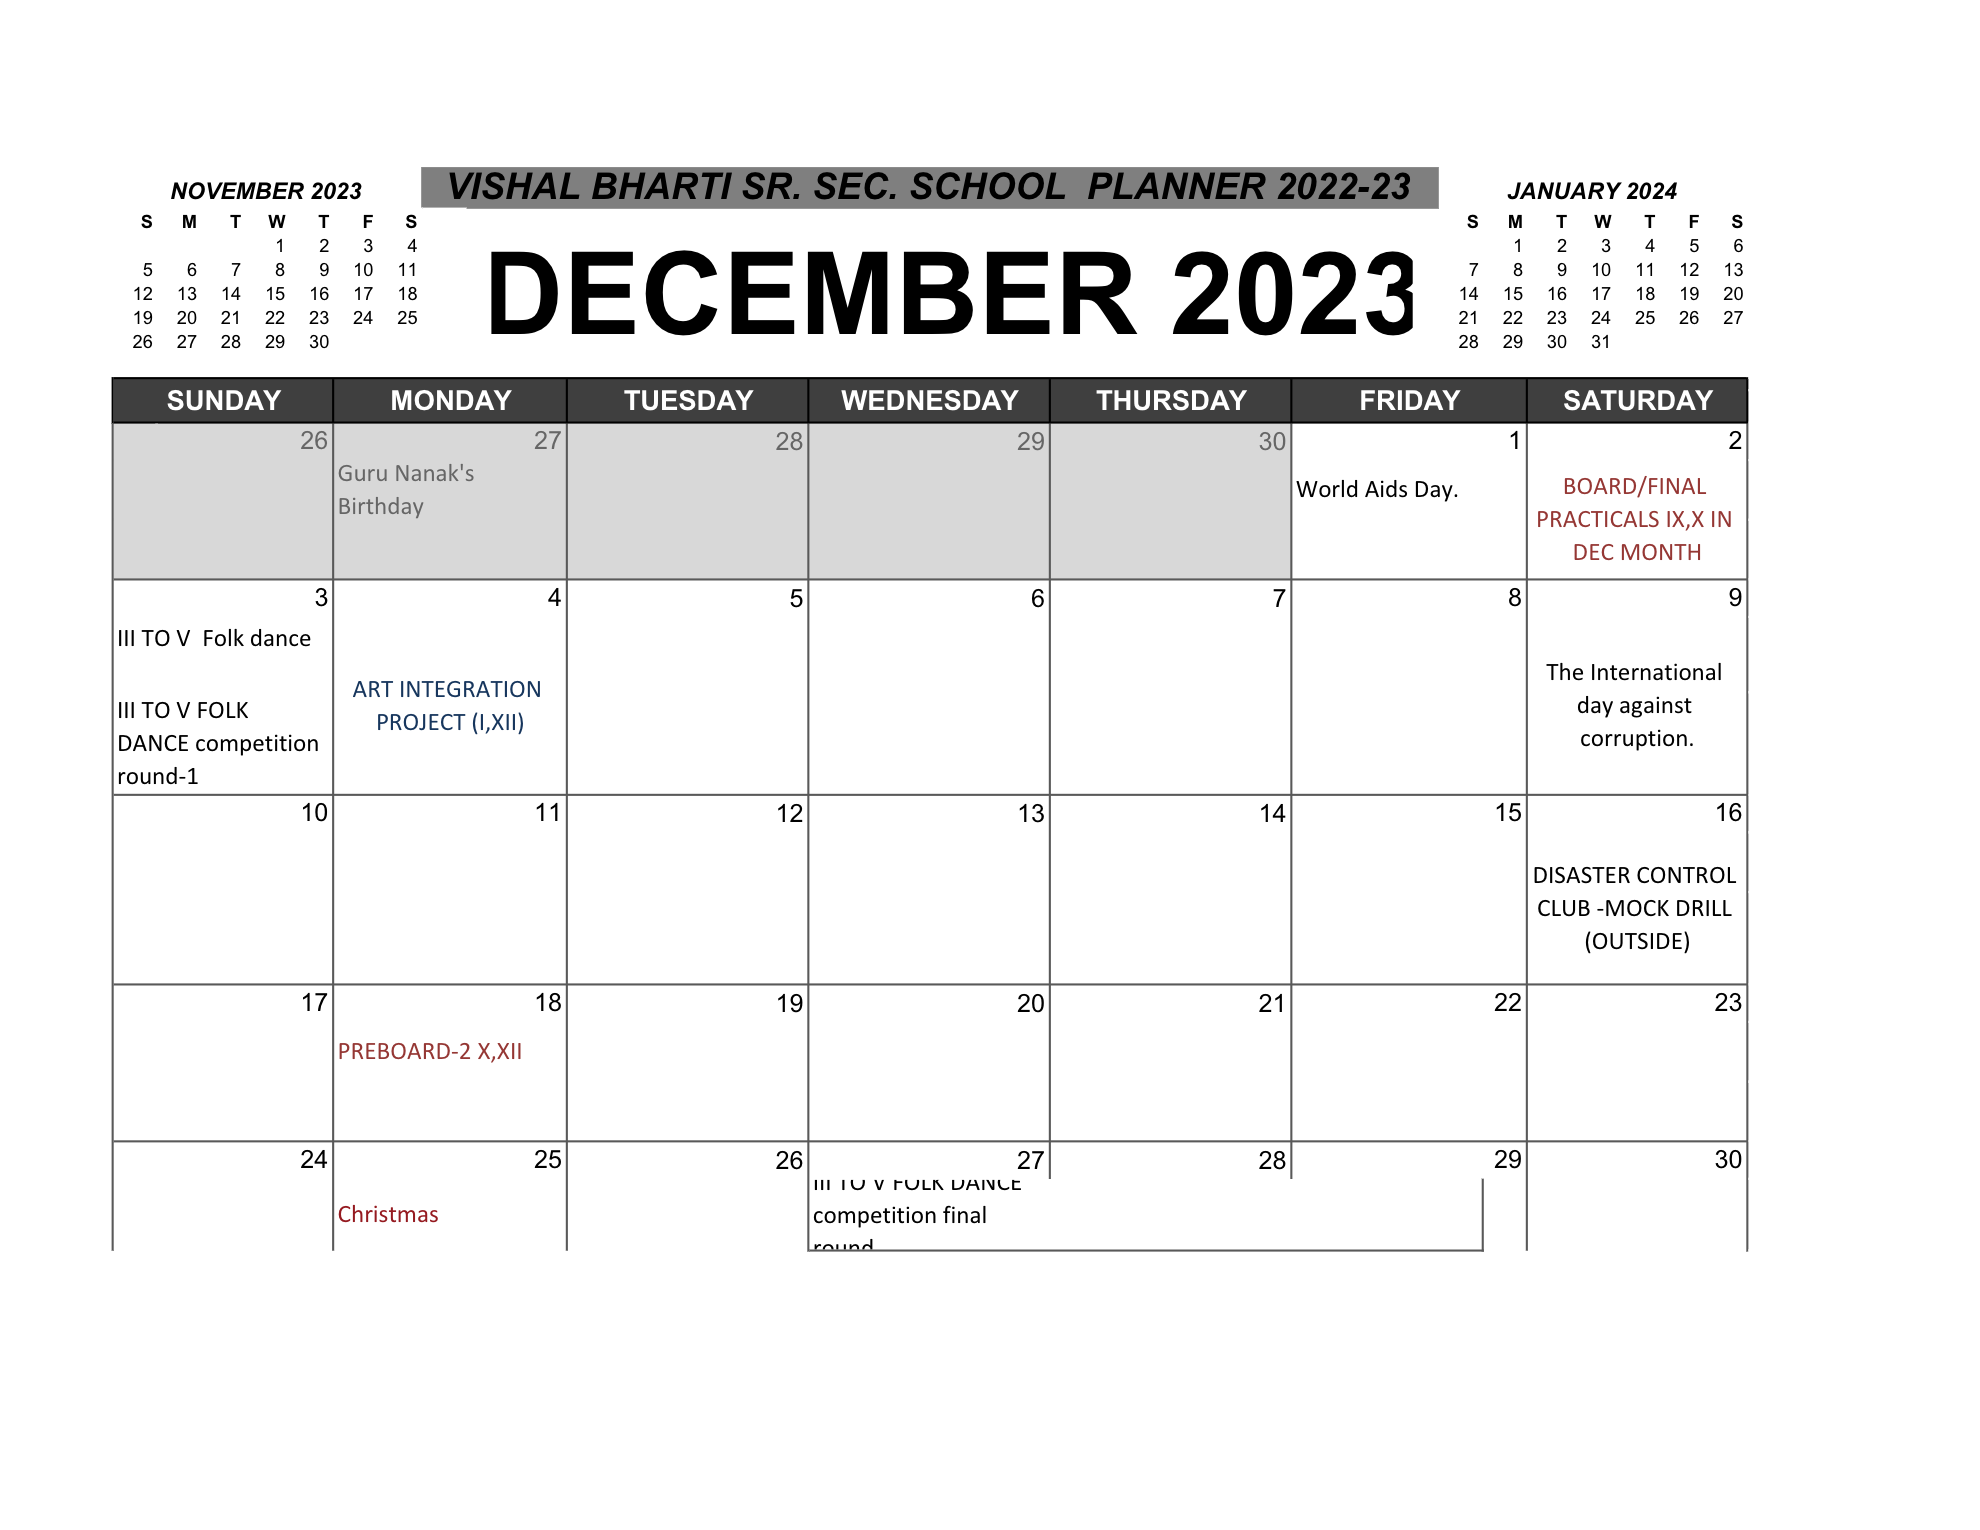 VISHAL BHARTI SR. SEC. SCHOOL  PLANNER 2022-23
NOVEMBER 2023
S M T W T F S
1 2 3 4
5 6 7 8 9 10 11
12 13 14 15 16 17 18
19 20 21 22 23 24 25
26 27 28 29 30
DECEMBER 2023
JANUARY 2024
S M T W T F S
1 2 3 4 5 6
7 8 9 10 11 12 13
14 15 16 17 18 19 20
21 22 23 24 25 26 27
28 29 30 31
SUNDAY MONDAY TUESDAY WEDNESDAY THURSDAY FRIDAY SATURDAY
26 27 28 29 30 1 2
Guru Nanak's
Birthday
World Aids Day.
BOARD/FINAL
PRACTICALS IX,X IN
DEC MONTH
3 4 5 6 7 8 9
III TO V  Folk dance
III TO V FOLK
DANCE competition
round-1
ART INTEGRATION
PROJECT (I,XII)
The International
day against
corruption.
10 11 12 13 14 15 16
DISASTER CONTROL
CLUB -MOCK DRILL
(OUTSIDE)
17 18 19 20 21 22 23
PREBOARD-2 X,XII
24 25 26 27 28 29 30
Christmas
III TO V FOLK DANCE
competition final
round